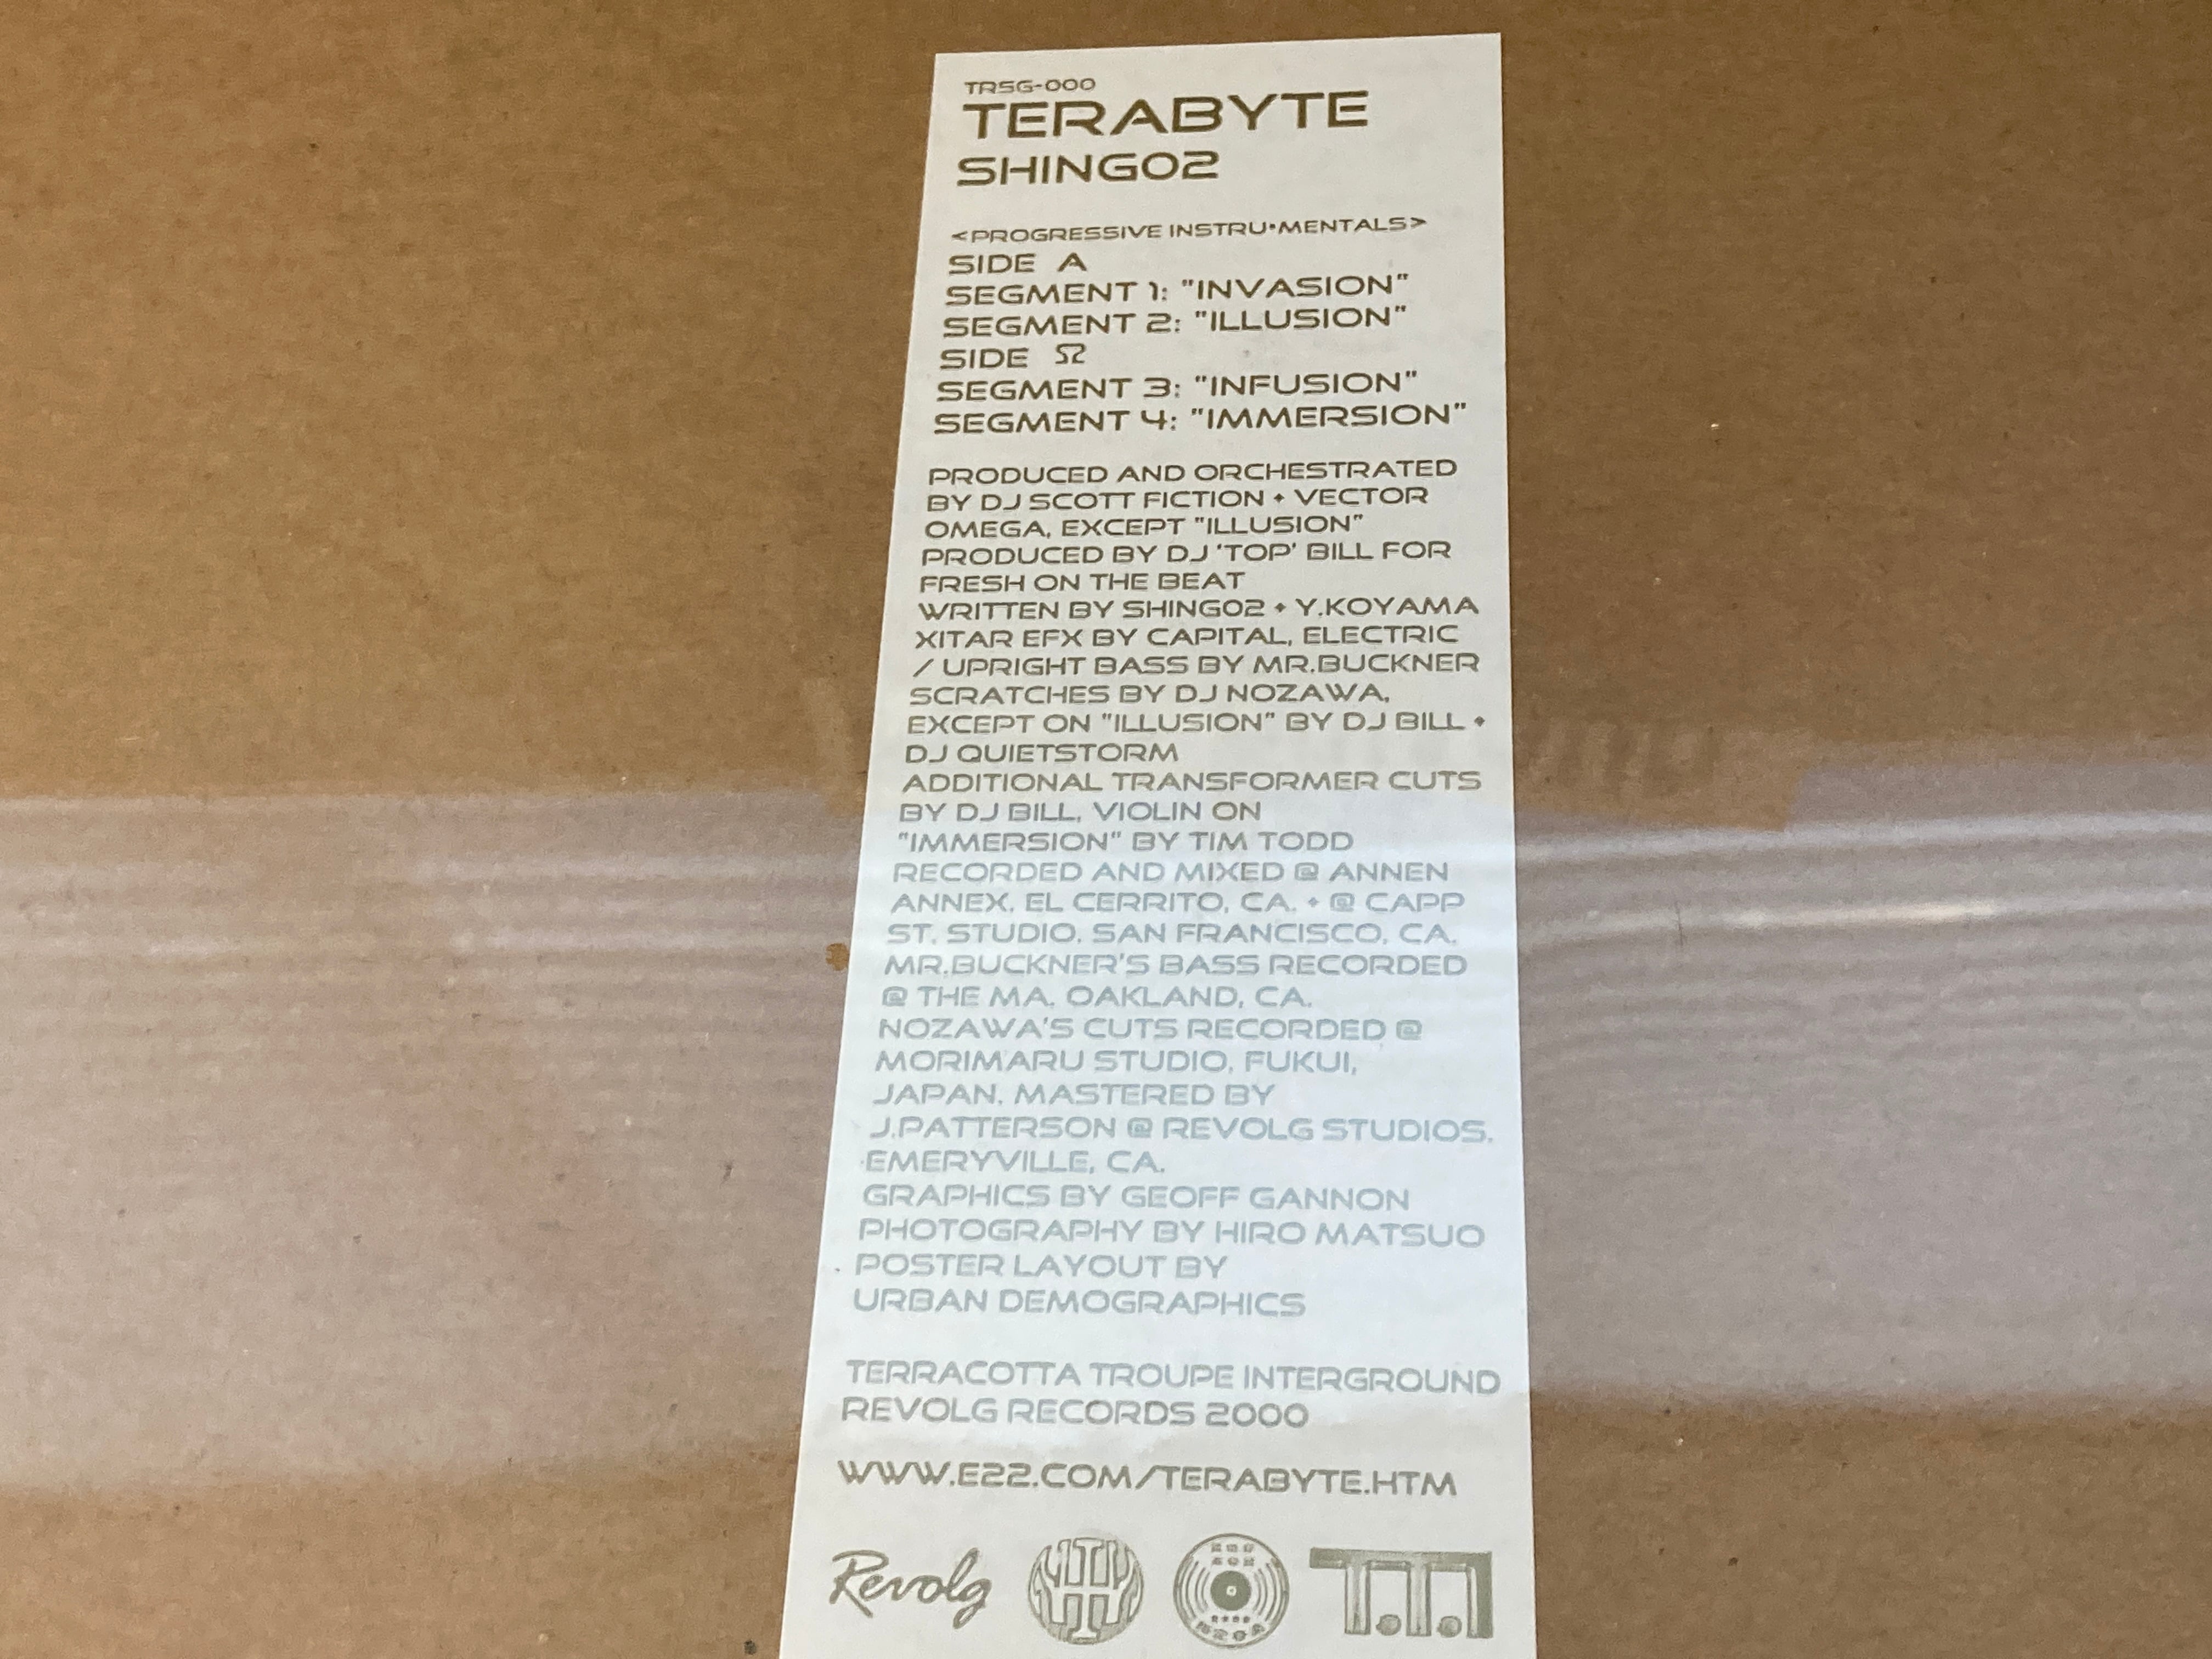 TRSG-000
TERABYTE
SHINGO2
<PROGRESSIVE INSTRU•MENTALS>
SIDE A
SEGMENT 1: "INVASION"
SEGMENT 2: "ILLUSION"
SIDE Ω
SEGMENT 3: "INFUSION"
SEGMENT 4: "IMMERSION"
PRODUCED AND ORCHESTRATED
BY DJ SCOTT FICTION + VECTOR
OMEGA, EXCEPT "ILLUSION"
PRODUCED BY DJ 'TOP' BILL FOR
FRESH ON THE BEAT
WRITTEN BY SHINGO2 + Y.KOYAMA
XITAR EFX BY CAPITAL, ELECTRIC
/ UPRIGHT BASS BY MR.BUCKNER
SCRATCHES BY DJ NOZAWA,
EXCEPT ON "ILLUSION" BY DJ BILL +
DJ QUIETSTORM
ADDITIONAL TRANSFORMER CUTS
BY DJ BILL, VIOLIN ON
"IMMERSION" BY TIM TODD
RECORDED AND MIXED @ ANNEN
ANNEX, EL CERRITO, CA. + @ CAPP
ST. STUDIO, SAN FRANCISCO, CA.
MR.BUCKNER'S BASS RECORDED
@ THE MA, OAKLAND, CA.
NOZAWA'S CUTS RECORDED @
MORIMARU STUDIO, FUKUI,
JAPAN. MASTERED BY
J.PATTERSON @ REVOLG STUDIOS,
EMERYVILLE, CA.
GRAPHICS BY GEOFF GANNON
PHOTOGRAPHY BY HIRO MATSUO
POSTER LAYOUT BY
URBAN DEMOGRAPHICS
TERRACOTTA TROUPE INTERGROUND
REVOLG RECORDS 2000
WWW.E22.COM/TERABYTE.HTM
Revolg
T.T.I